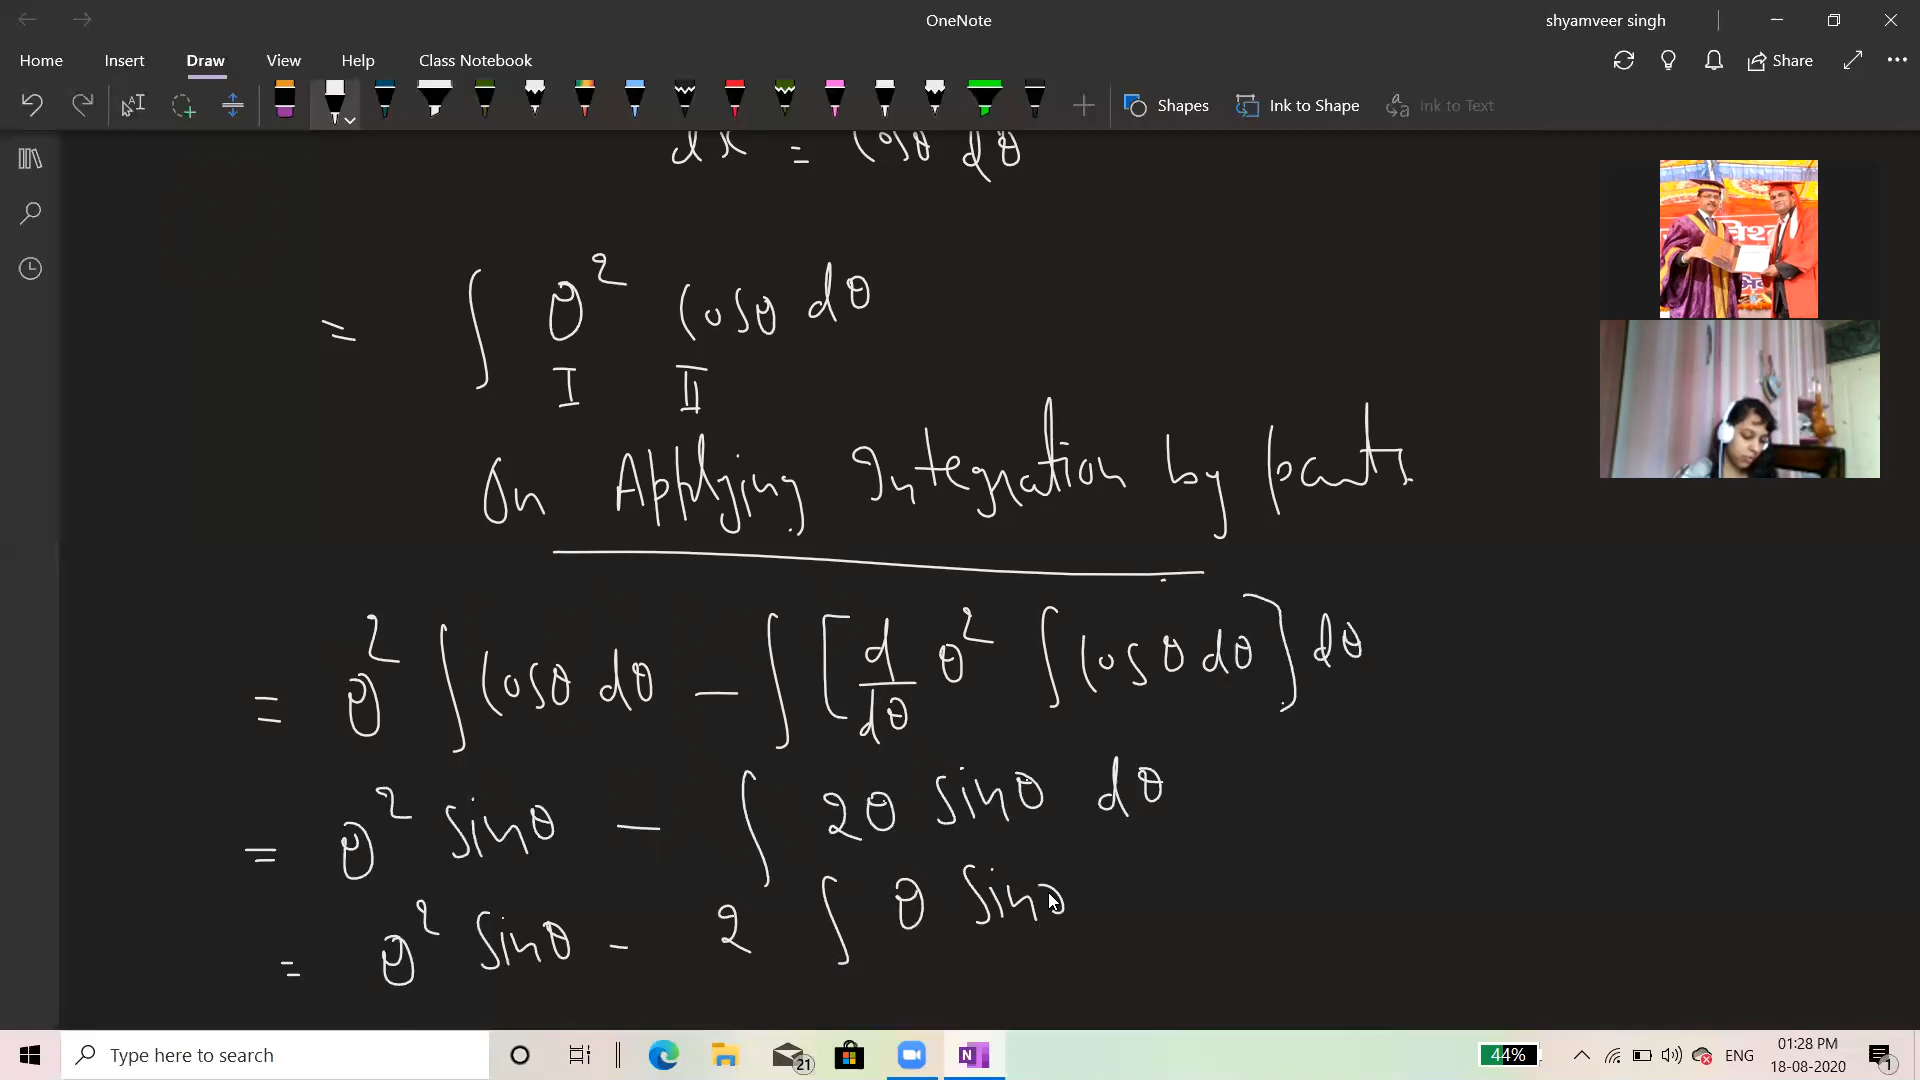 OneNote
shyamveer singh
Home Insert Draw View Help Class Notebook
Share
Shapes Ink to Shape Ink to Text
dx = cosθ dθ
= ∫ θ² cosθ dθ
I II
On Applying Integration by parts
= θ² ∫ cosθ dθ – ∫ [ d/dθ θ² ∫ cosθ dθ ] dθ
= θ² sinθ – ∫ 2θ sinθ dθ
= θ² sinθ – 2 ∫ θ sinθ
Type here to search
21
N
44%
ENG
01:28 PM
18-08-2020
1